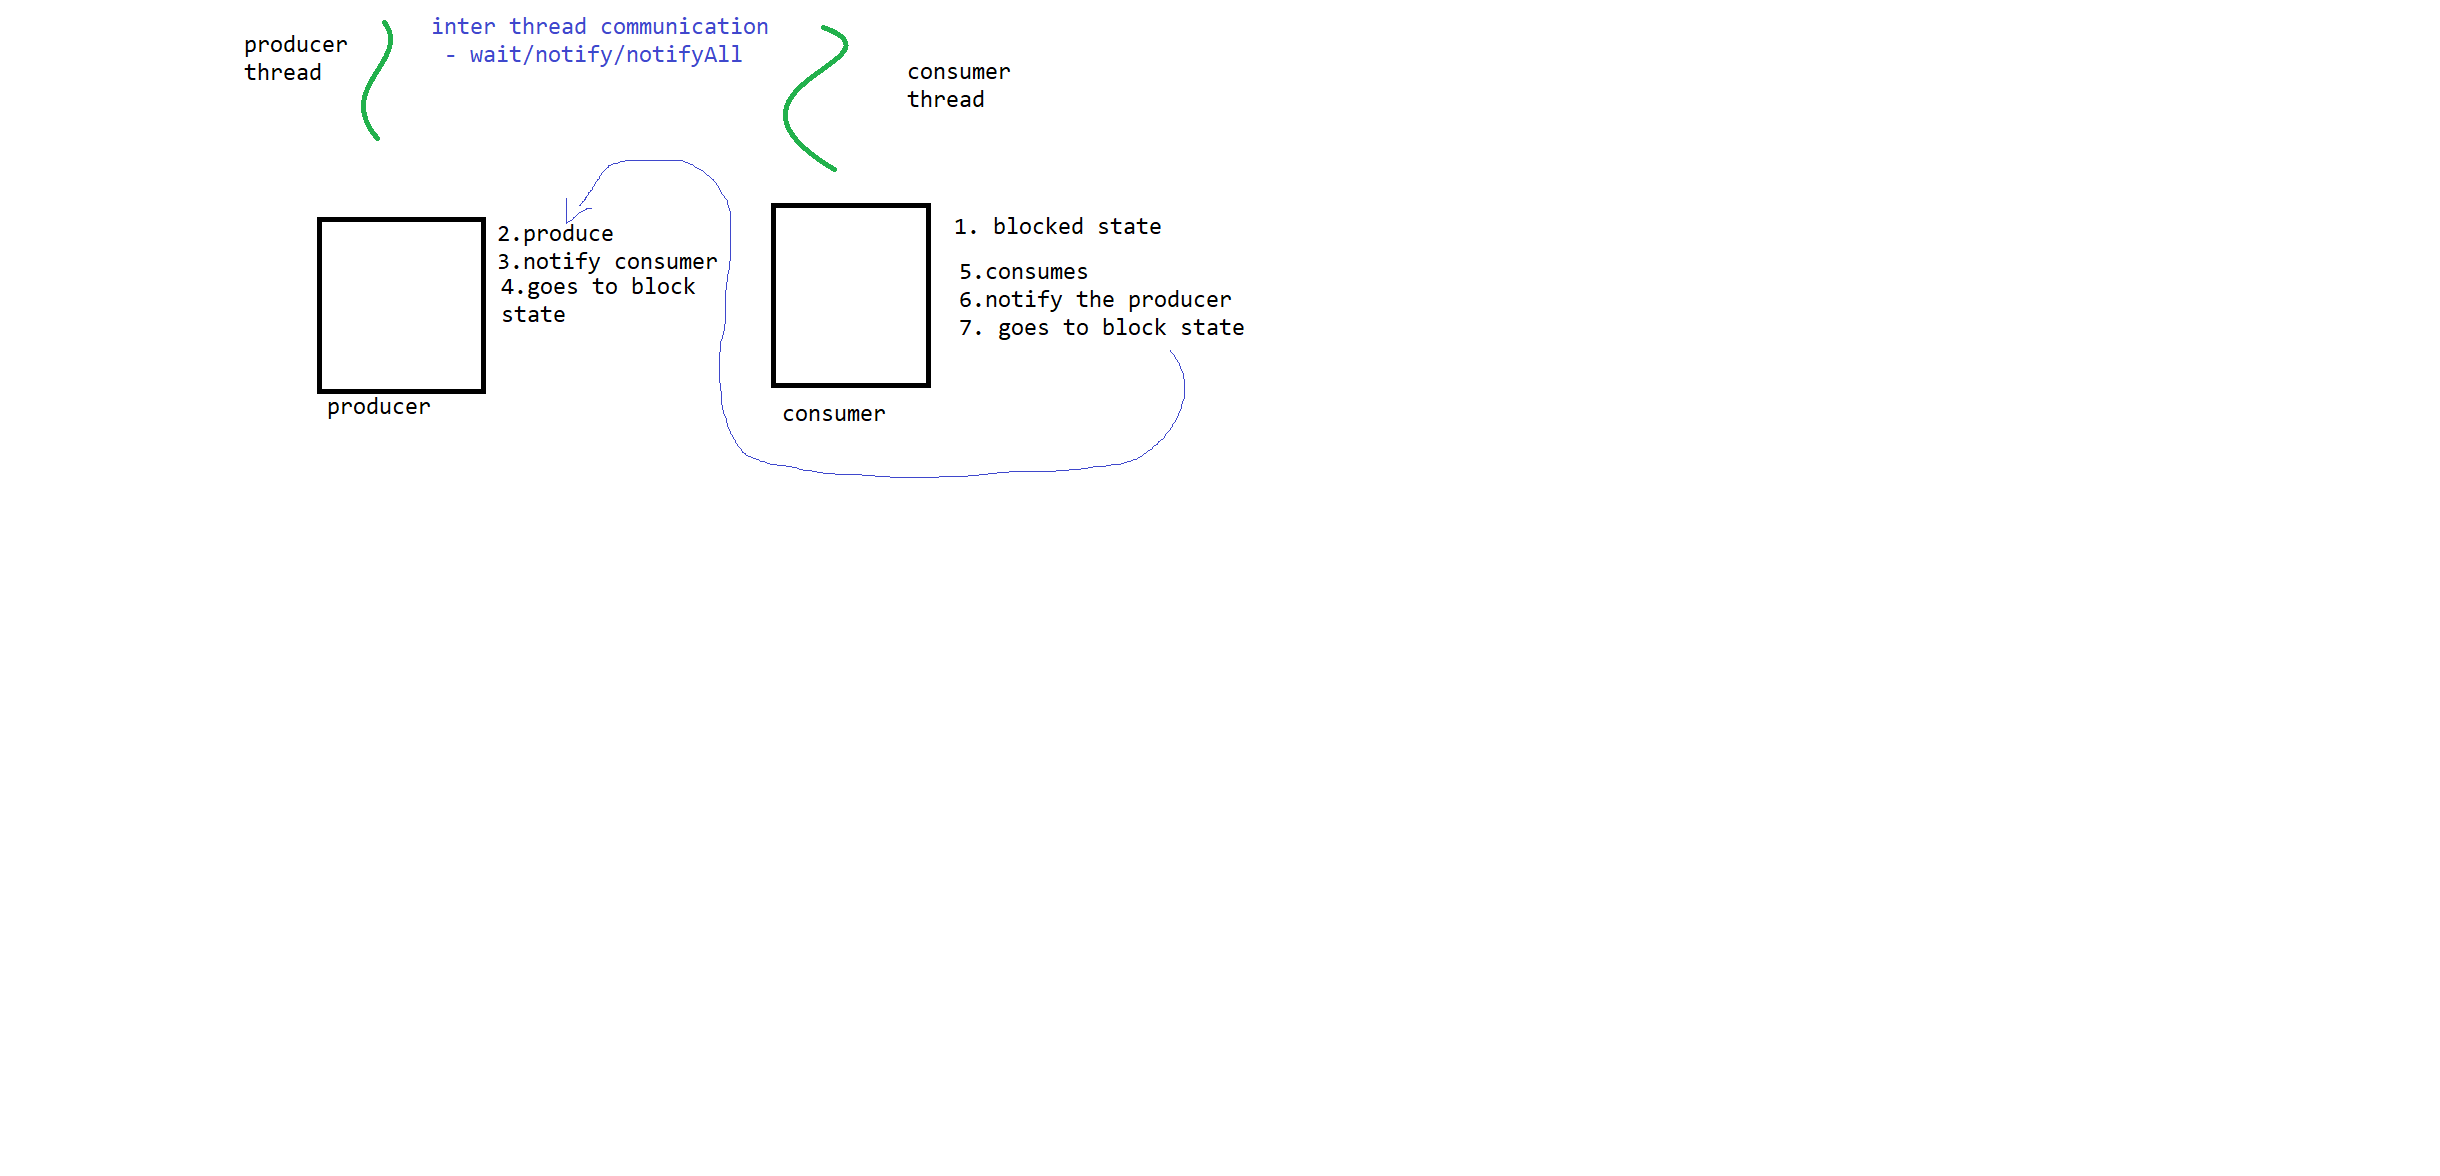 inter thread communication
- wait/notify/notifyAll
producer
thread
consumer
thread
2.produce
3.notify consumer
4.goes to block
state
producer
1. blocked state
5.consumes
6.notify the producer
7. goes to block state
consumer